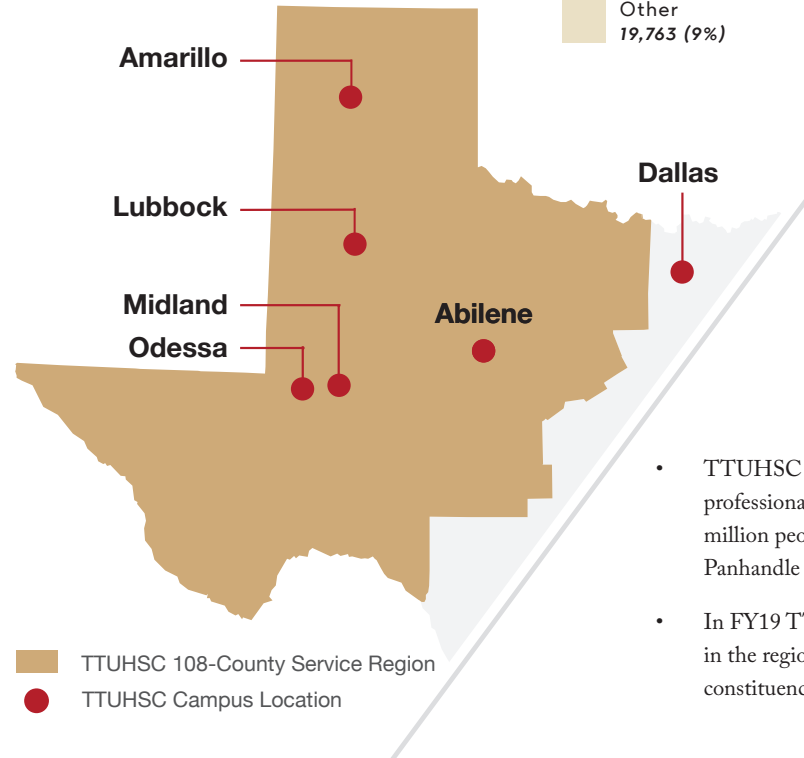 Other
19,763 (9%)
Amarillo
Dallas
Lubbock
Midland
Abilene
Odessa
• TTUHSC
professiona
million peo
Panhandle
• In FY19 TT
in the regio
constituenc
TTUHSC 108-County Service Region
TTUHSC Campus Location